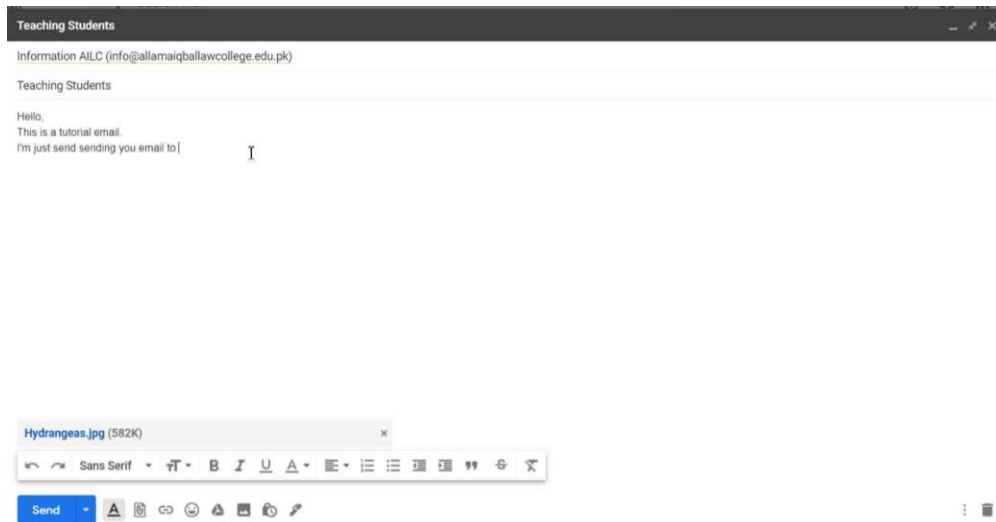 Teaching Students
Information AILC (info@allamaiqballawcollege.edu.pk)
Teaching Students
Hello,
This is a tutorial email.
I'm just send sending you email to
Hydrangeas.jpg (582K)
Sans Serif
Send